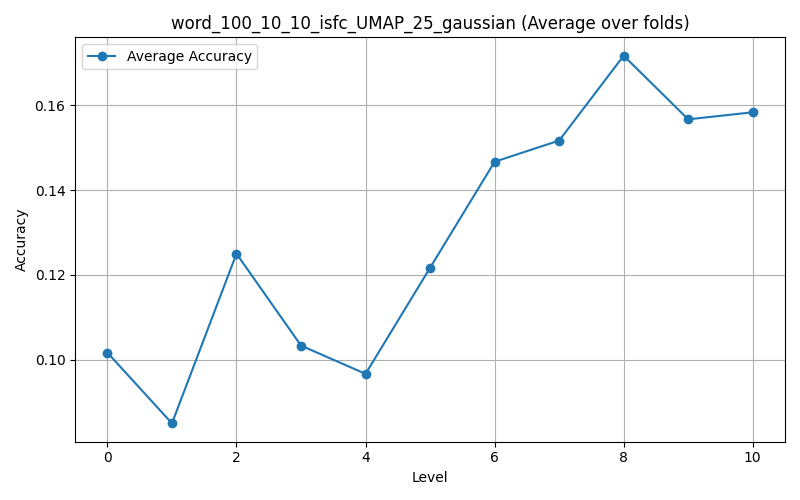 word_100_10_10_isfc_UMAP_25_gaussian (Average over folds)
Average Accuracy
0.16
0.14
0.12
0.10
Accuracy
0 2 4 6 8 10
Level